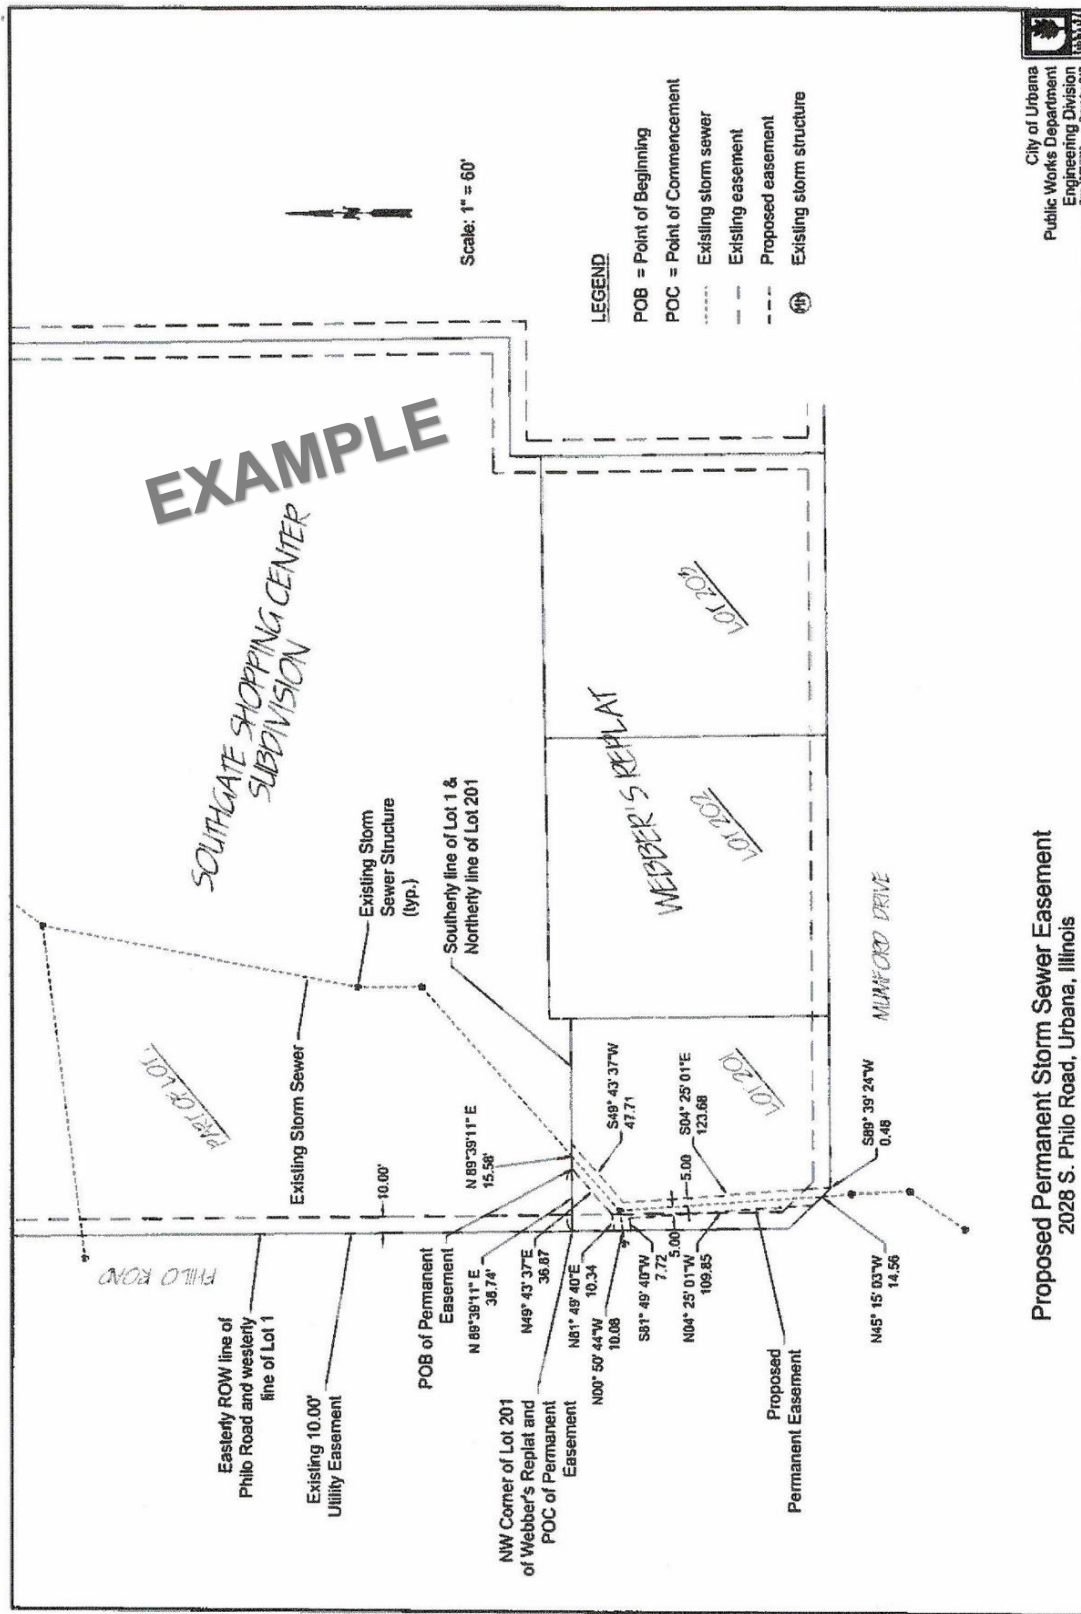 PHILO ROAD
Easterly ROW line of
Philo Road and westerly
line of Lot 1
Existing 10.00'
Utility Easement
PART OF LOT
SOUTHGATE SHOPPING CENTER
SUBDIVISION
EXAMPLE
Existing Storm Sewer
10.00'
Existing Storm
Sewer Structure
(typ.)
Southerly line of Lot 1 &
Northerly line of Lot 201
POB of Permanent
Easement
N 89°39'11" E
15.58'
N 89°39'11" E
38.74'
NW Corner of Lot 201
of Webber's Replat and
POC of Permanent
Easement
N49° 43' 37"E
36.87
N81° 49' 40"E
10.34
N00° 50' 44"W
10.08
S81° 49' 40"W
7.72
5.00
5.00
N04° 25' 01"W
109.85
S49° 43' 37"W
47.71
S04° 25' 01"E
123.68
Proposed
Permanent Easement
N45° 15' 03"W
14.56
S89° 39' 24"W
0.48
LOT 201
WEBBER'S REPLAT
LOT 202
MUMFORD DRIVE
N
Scale: 1" = 60'
LEGEND
POB = Point of Beginning
POC = Point of Commencement
Existing storm sewer
Existing easement
Proposed easement
MH Existing storm structure
Proposed Permanent Storm Sewer Easement
2028 S. Philo Road, Urbana, Illinois
City of Urbana
Public Works Department
Engineering Division